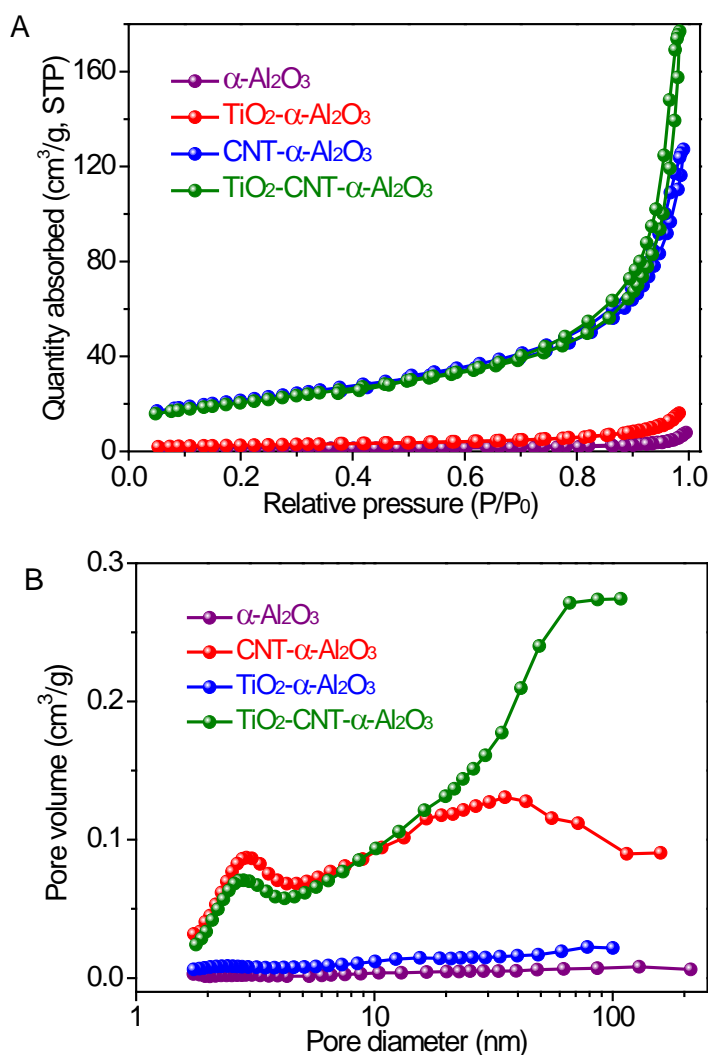 A
Quantity absorbed (cm³/g, STP)
160
120
80
40
0
α-Al₂O₃
TiO₂-α-Al₂O₃
CNT-α-Al₂O₃
TiO₂-CNT-α-Al₂O₃
0.0 0.2 0.4 0.6 0.8 1.0
Relative pressure (P/P₀)
B
Pore volume (cm³/g)
0.3
0.2
0.1
0.0
α-Al₂O₃
CNT-α-Al₂O₃
TiO₂-α-Al₂O₃
TiO₂-CNT-α-Al₂O₃
1 10 100
Pore diameter (nm)